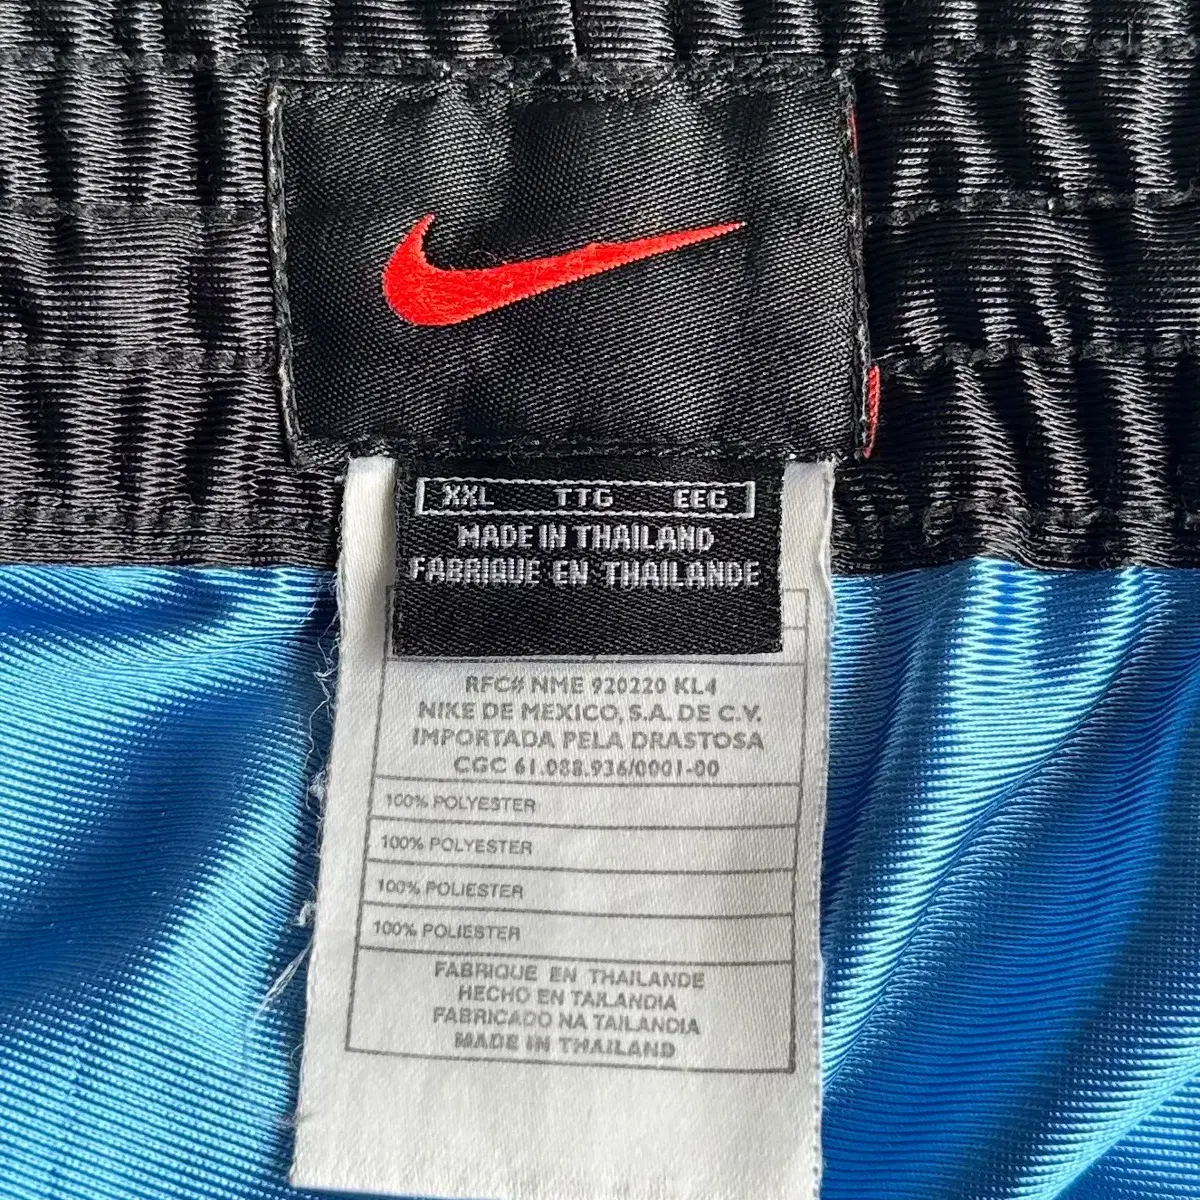 XXL TTG EEG
MADE IN THAILAND
FABRIQUE EN THAILANDE
RFC# NME 920220 KL4
NIKE DE MEXICO, S.A. DE C.V.
IMPORTADA PELA DRASTOSA
CGC 61.088.936/0001-00
100% POLYESTER
100% POLYESTER
100% POLIESTER
100% POLIESTER
FABRIQUE EN THAILANDE
HECHO EN TAILANDIA
FABRICADO NA TAILANDIA
MADE IN THAILAND